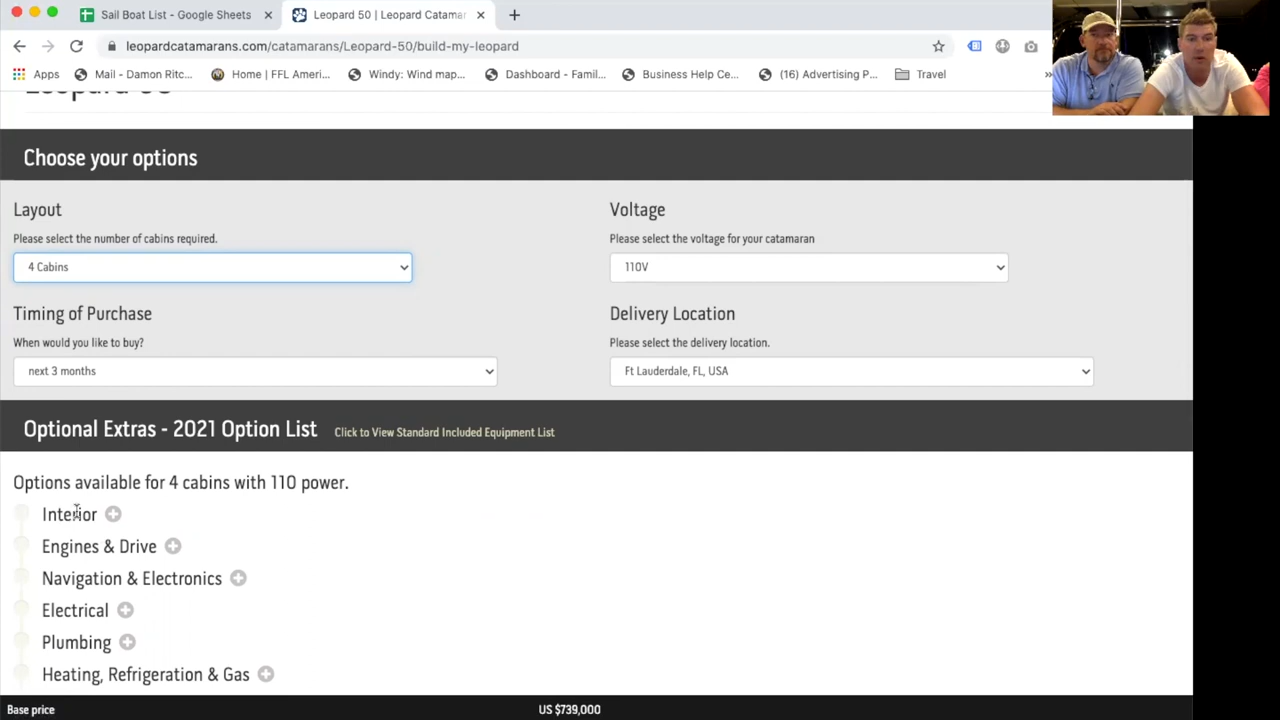 Sail Boat List - Google Sheets
Leopard 50 | Leopard Catamar
leopardcatamarans.com/catamarans/Leopard-50/build-my-leopard
Apps
Mail - Damon Ritc...
Home | FFL Ameri...
Windy: Wind map...
Dashboard - Famil...
Business Help Ce...
(16) Advertising P...
Travel
»
Choose your options
Layout
Voltage
Please select the number of cabins required.
Please select the voltage for your catamaran
4 Cabins
110V
Timing of Purchase
Delivery Location
When would you like to buy?
Please select the delivery location.
next 3 months
Ft Lauderdale, FL, USA
Optional Extras - 2021 Option List
Click to View Standard Included Equipment List
Options available for 4 cabins with 110 power.
Interior
Engines & Drive
Navigation & Electronics
Electrical
Plumbing
Heating, Refrigeration & Gas
Base price
US $739,000